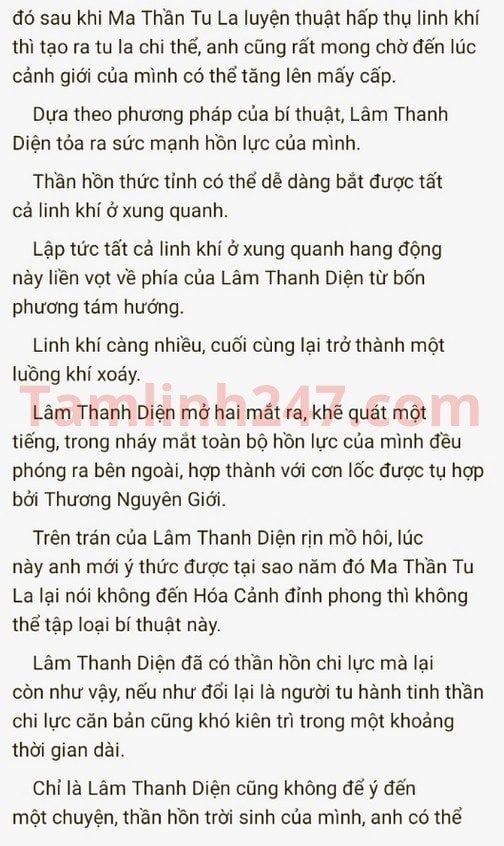 đó sau khi Ma Thần Tu La luyện thuật hấp thụ linh khí
thì tạo ra tu la chi thể, anh cũng rất mong chờ đến lúc
cảnh giới của mình có thể tăng lên mấy cấp.
Dựa theo phương pháp của bí thuật, Lâm Thanh
Diện tỏa ra sức mạnh hồn lực của mình.
Thần hồn thức tỉnh có thể dễ dàng bắt được tất
cả linh khí ở xung quanh.
Lập tức tất cả linh khí ở xung quanh hang động
này liền vọt về phía của Lâm Thanh Diện từ bốn
phương tám hướng.
Linh khí càng nhiều, cuối cùng lại trở thành một
luồng khí xoáy.
Tamlinh247.com
Lâm Thanh Diện mở hai mắt ra, khẽ quát một
tiếng, trong nháy mắt toàn bộ hồn lực của mình đều
phóng ra bên ngoài, hợp thành với cơn lốc được tụ hợp
bởi Thương Nguyên Giới.
Trên trán của Lâm Thanh Diện rịn mồ hôi, lúc
này anh mới ý thức được tại sao năm đó Ma Thần Tu
La lại nói không đến Hóa Cảnh đỉnh phong thì không
thể tập loại bí thuật này.
Lâm Thanh Diện đã có thần hồn chi lực mà lại
còn như vậy, nếu như đổi lại là người tu hành tinh thần
chi lực căn bản cũng khó kiên trì trong một khoảng
thời gian dài.
Chỉ là Lâm Thanh Diện cũng không để ý đến
một chuyện, thần hồn trời sinh của mình, anh có thể